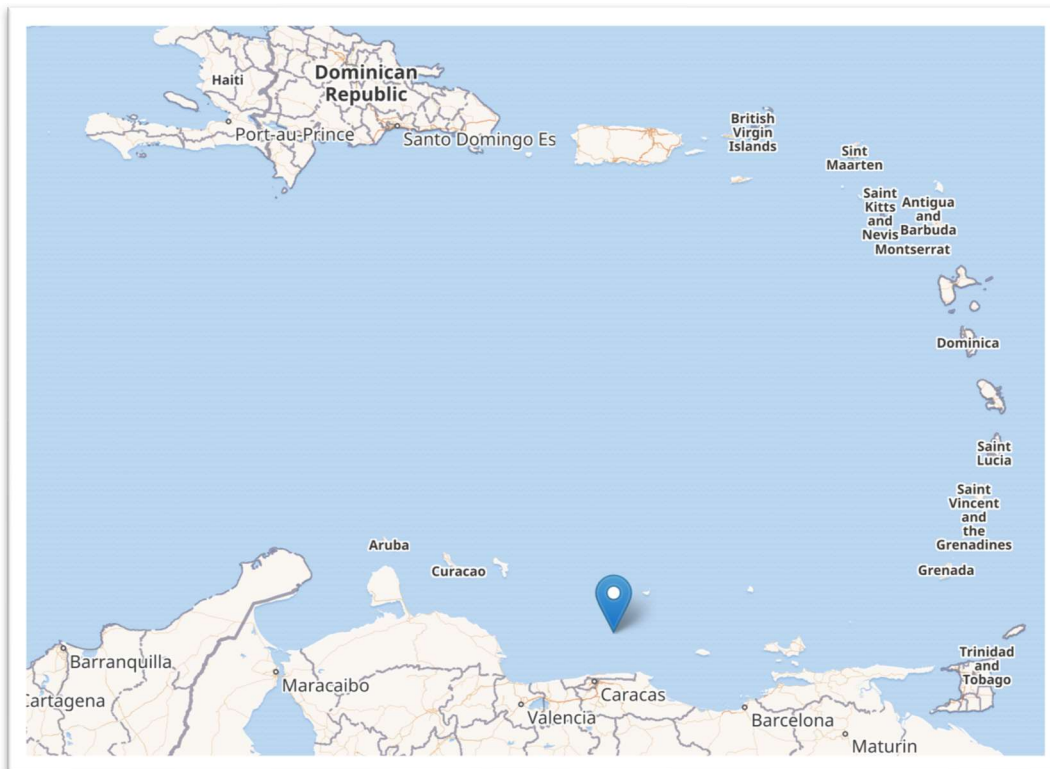 Haiti
Dominican
Republic
Port-au-Prince
Santo Domingo Es
British
Virgin
Islands
Sint
Maarten
Saint
Kitts
and
Nevis
Antigua
and
Barbuda
Montserrat
Dominica
Saint
Lucia
Saint
Vincent
and
the
Grenadines
Aruba
Curacao
Grenada
Barranquilla
Maracaibo
Caracas
Trinidad
and
Tobago
Cartagena
Valencia
Barcelona
Maturin